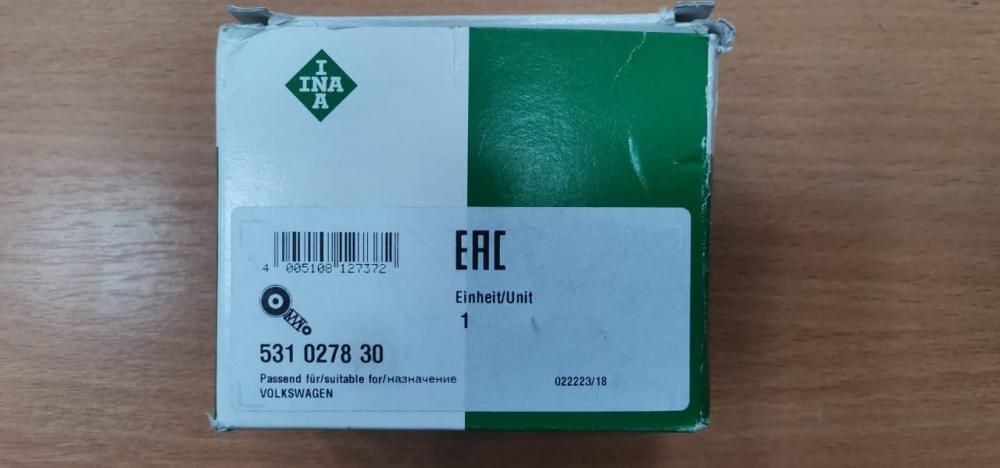 I
INA
A
4 005108 127372
EAC
Einheit/Unit
1
531 0278 30
Passend für/suitable for/назначение
VOLKSWAGEN
022223/18